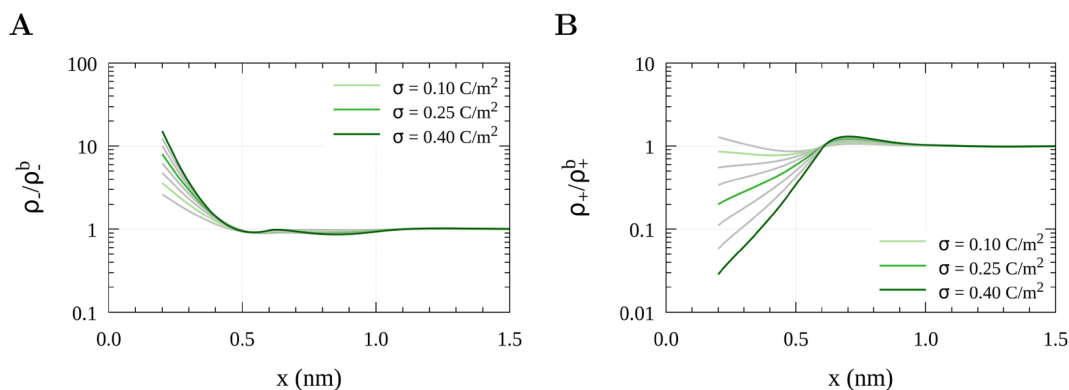 A
B
100
10
1
0.1
ρ₋/ρᵇ₋
σ = 0.10 C/m²
σ = 0.25 C/m²
σ = 0.40 C/m²
0.0 0.5 1.0 1.5
x (nm)
10
1
0.1
0.01
ρ₊/ρᵇ₊
σ = 0.10 C/m²
σ = 0.25 C/m²
σ = 0.40 C/m²
0.0 0.5 1.0 1.5
x (nm)